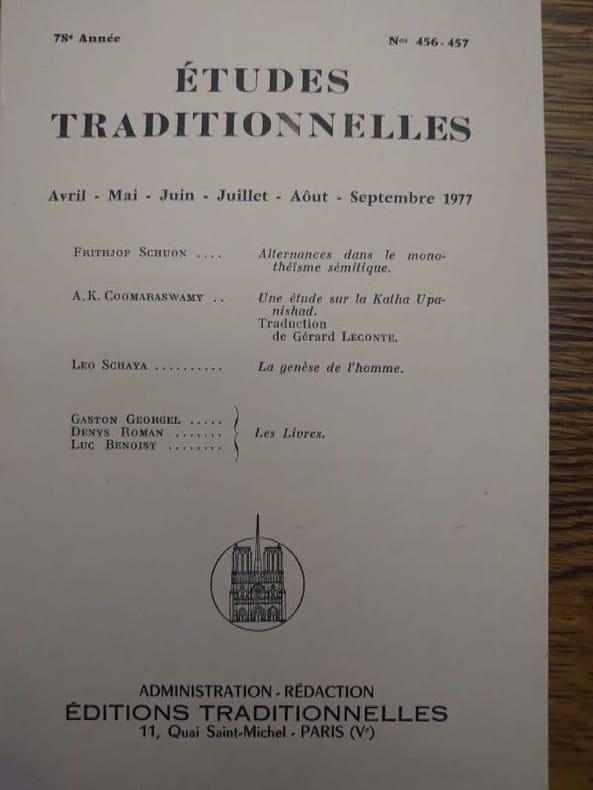 78e Année Nos 456-457
ÉTUDES
TRADITIONNELLES
Avril - Mai - Juin - Juillet - Aôut - Septembre 1977
FRITHJOF SCHUON .... Alternances dans le mono-
théïsme sémitique.
A. K. COOMARASWAMY .. Une étude sur la Katha Upa-
nishad.
Traduction
de Gérard LECONTE.
LEO SCHAYA .......... La genèse de l'homme.
GASTON GEORGEL .....
DENYS ROMAN ....... Les Livres.
LUC BENOIST ........
ADMINISTRATION - RÉDACTION
ÉDITIONS TRADITIONNELLES
11, Quai Saint-Michel - PARIS (Ve)